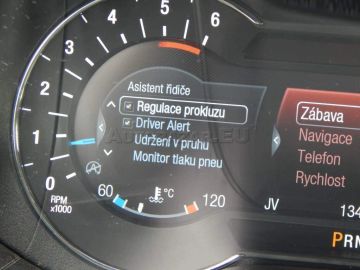 4
5
6
3
2
1
0
RPM
x1000
Asistent řidiče
Regulace prokluzu
Driver Alert
Udržení v pruhu
Monitor tlaku pneu
60
°C
120
Zábava
Navigace
Telefon
Rychlost
JV
134
PRN